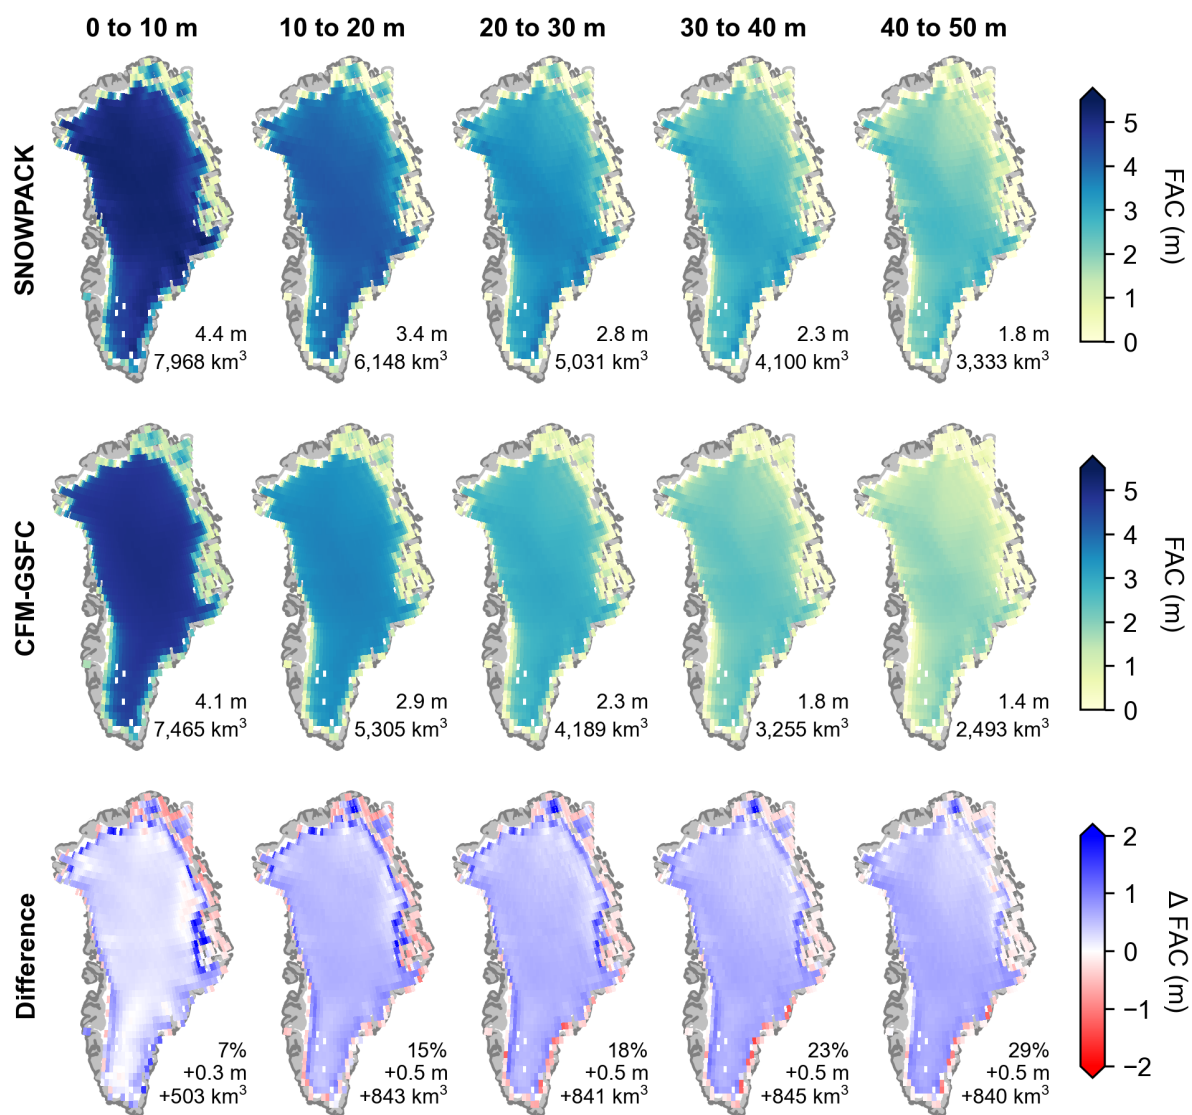 0 to 10 m 10 to 20 m 20 to 30 m 30 to 40 m 40 to 50 m
SNOWPACK
4.4 m
7,968 km³
3.4 m
6,148 km³
2.8 m
5,031 km³
2.3 m
4,100 km³
1.8 m
3,333 km³
5
4
3
2
1
0
FAC (m)
CFM-GSFC
4.1 m
7,465 km³
2.9 m
5,305 km³
2.3 m
4,189 km³
1.8 m
3,255 km³
1.4 m
2,493 km³
5
4
3
2
1
0
FAC (m)
Difference
7%
+0.3 m
+503 km³
15%
+0.5 m
+843 km³
18%
+0.5 m
+841 km³
23%
+0.5 m
+845 km³
29%
+0.5 m
+840 km³
2
1
0
−1
−2
Δ FAC (m)